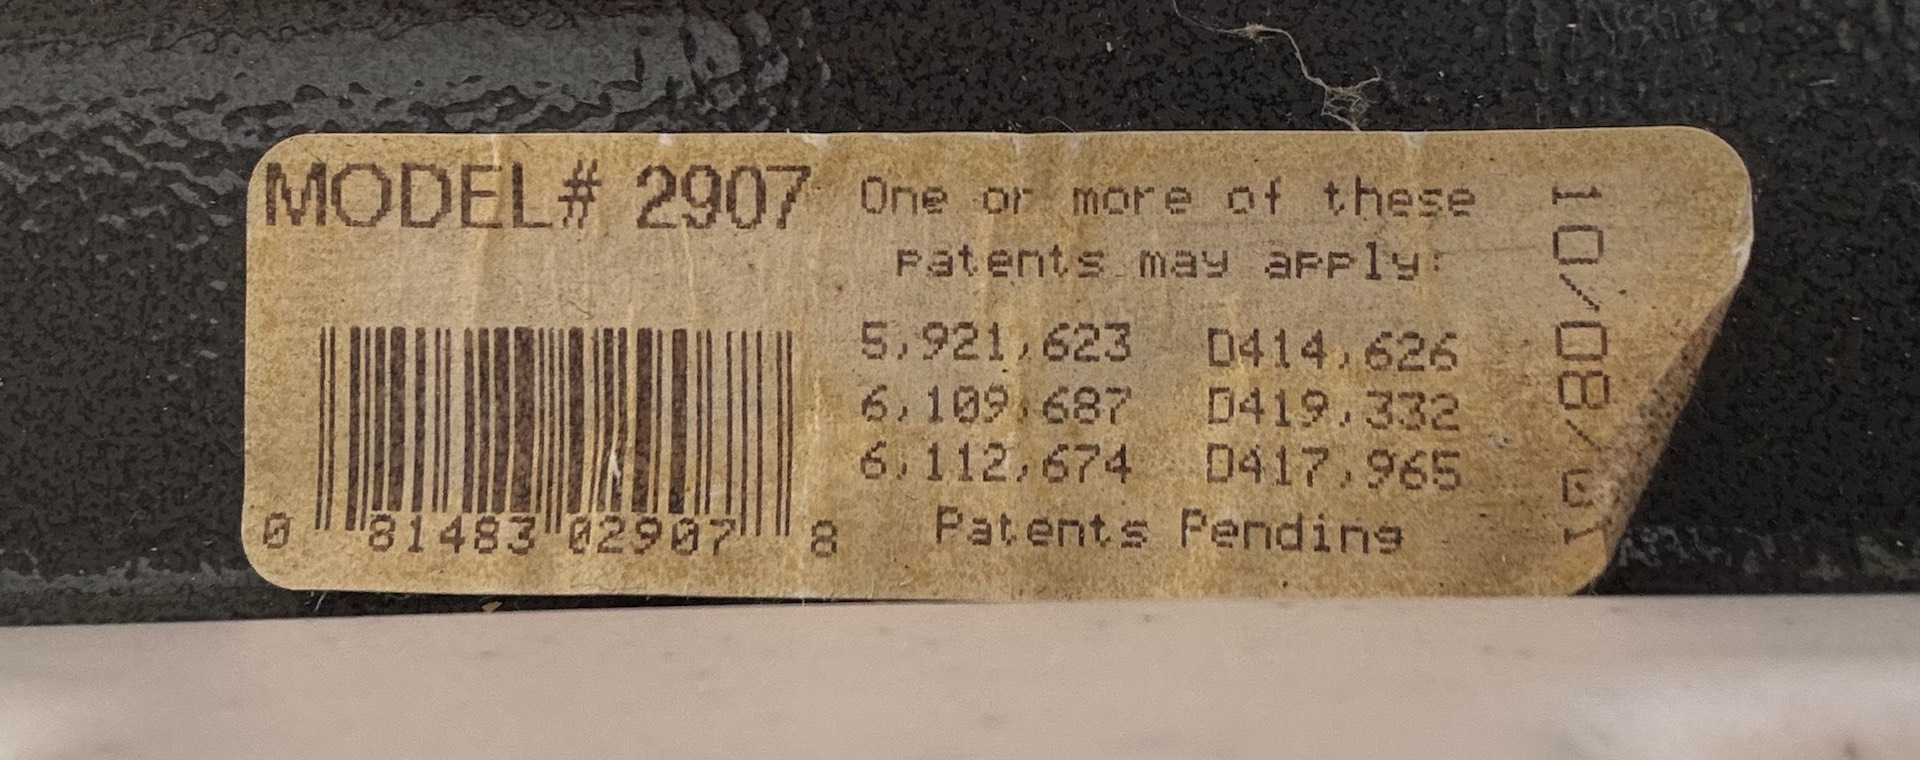 MODEL# 2907
0 81483 02907 8
One or more of these
patents may apply:
5,921,623 D414,626
6,109,687 D419,332
6,112,674 D417,965
Patents Pending
10/08/01